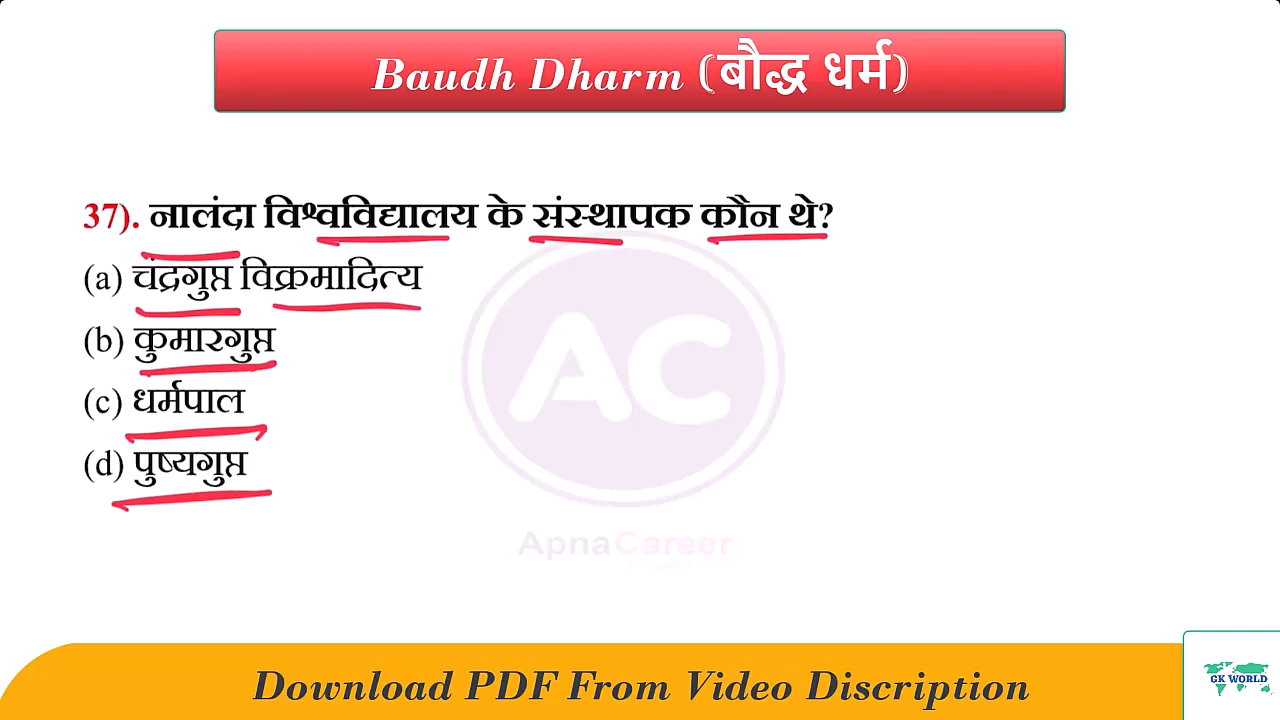 Baudh Dharm (बौद्ध धर्म)
37). नालंदा विश्वविद्यालय के संस्थापक कौन थे?
(a) चंद्रगुप्त विक्रमादित्य
(b) कुमारगुप्त
(c) धर्मपाल
(d) पुष्यगुप्त
AC
ApnaCareer
Download PDF From Video Discription
GK WORLD